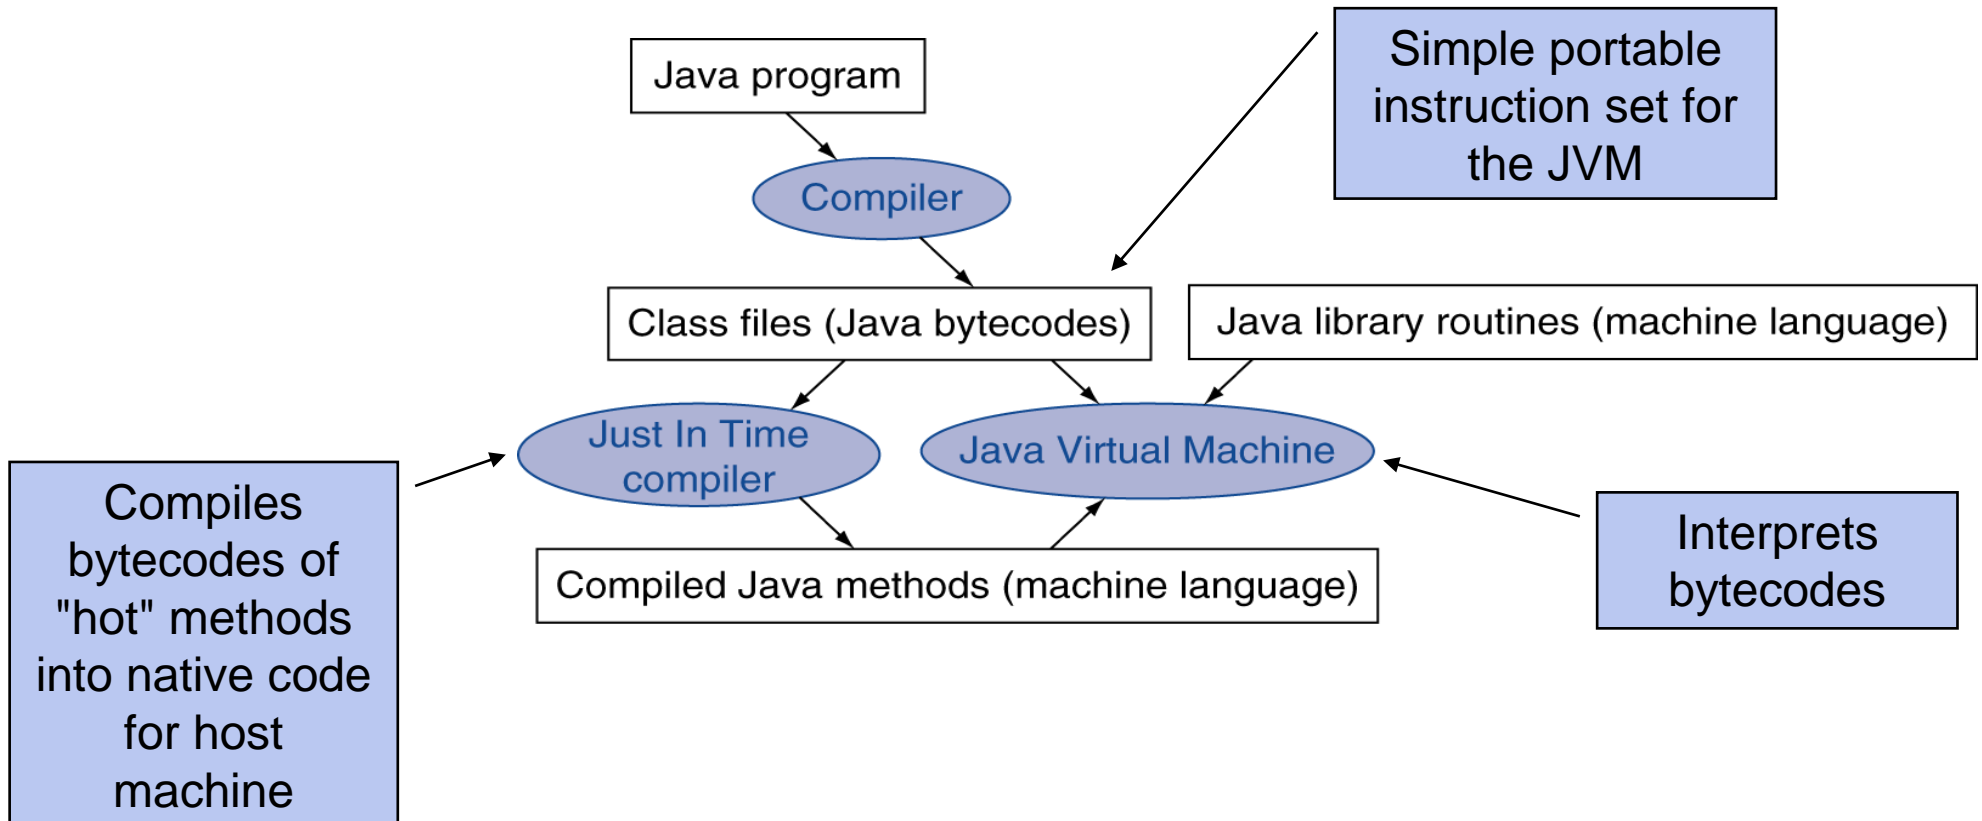 Java program
Simple portable
instruction set for
the JVM
Compiler
Class files (Java bytecodes)
Java library routines (machine language)
Just In Time
compiler
Java Virtual Machine
Compiles
bytecodes of
"hot" methods
into native code
for host
machine
Interprets
bytecodes
Compiled Java methods (machine language)